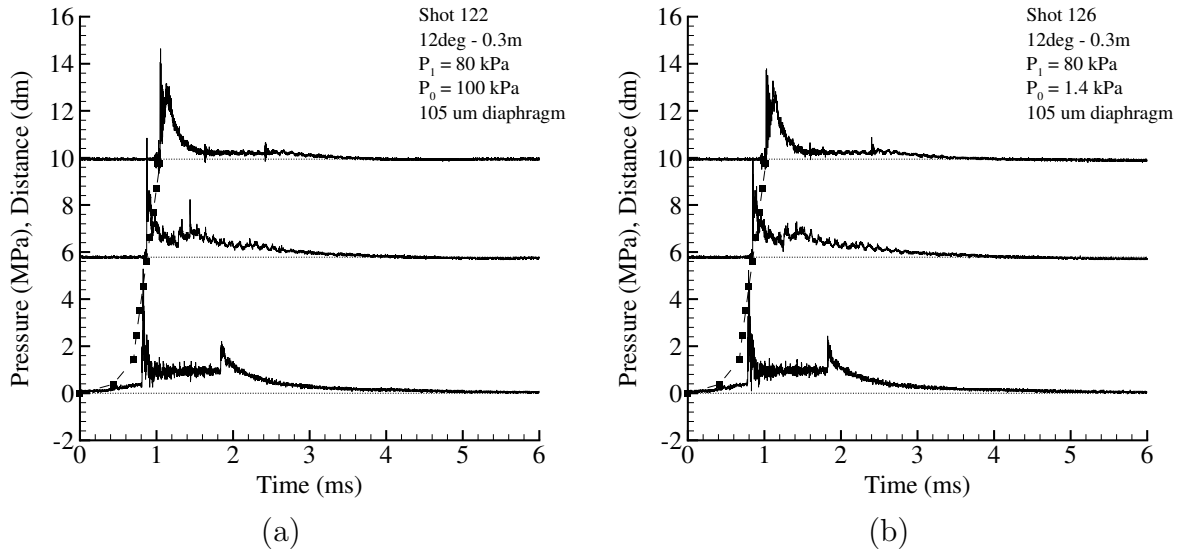 Shot 122
12deg - 0.3m
P₁ = 80 kPa
P₀ = 100 kPa
105 um diaphragm
Pressure (MPa), Distance (dm)
16
14
12
10
8
6
4
2
0
-2
0 1 2 3 4 5 6
Time (ms)
(a)
Shot 126
12deg - 0.3m
P₁ = 80 kPa
P₀ = 1.4 kPa
105 um diaphragm
Pressure (MPa), Distance (dm)
16
14
12
10
8
6
4
2
0
-2
0 1 2 3 4 5 6
Time (ms)
(b)